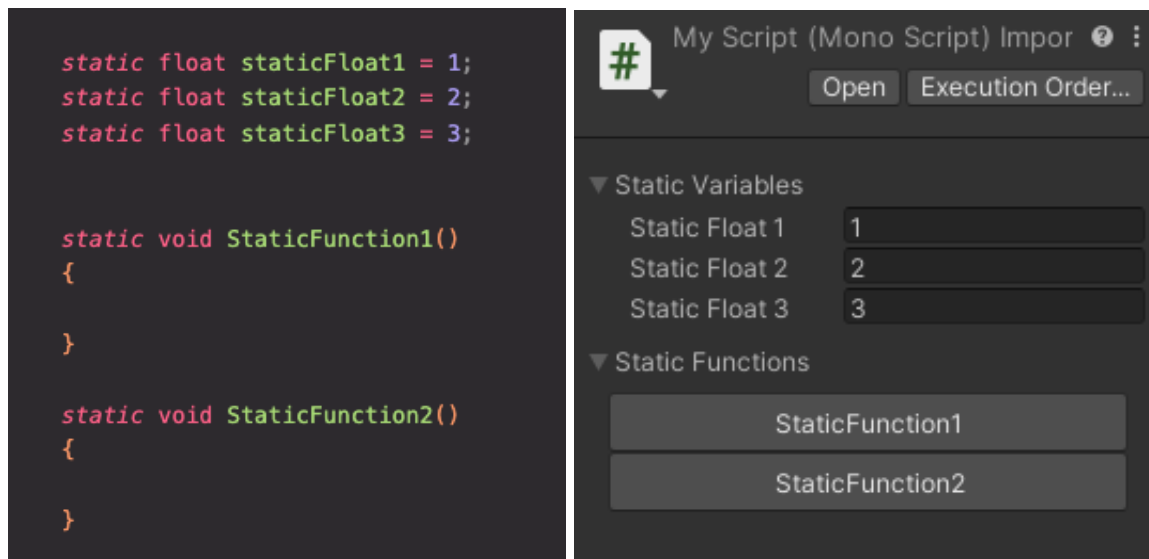 static float staticFloat1 = 1;
static float staticFloat2 = 2;
static float staticFloat3 = 3;
static void StaticFunction1()
{
}
static void StaticFunction2()
{
}
#
My Script (Mono Script) Impor
Open Execution Order...
Static Variables
Static Float 1 1
Static Float 2 2
Static Float 3 3
Static Functions
StaticFunction1
StaticFunction2